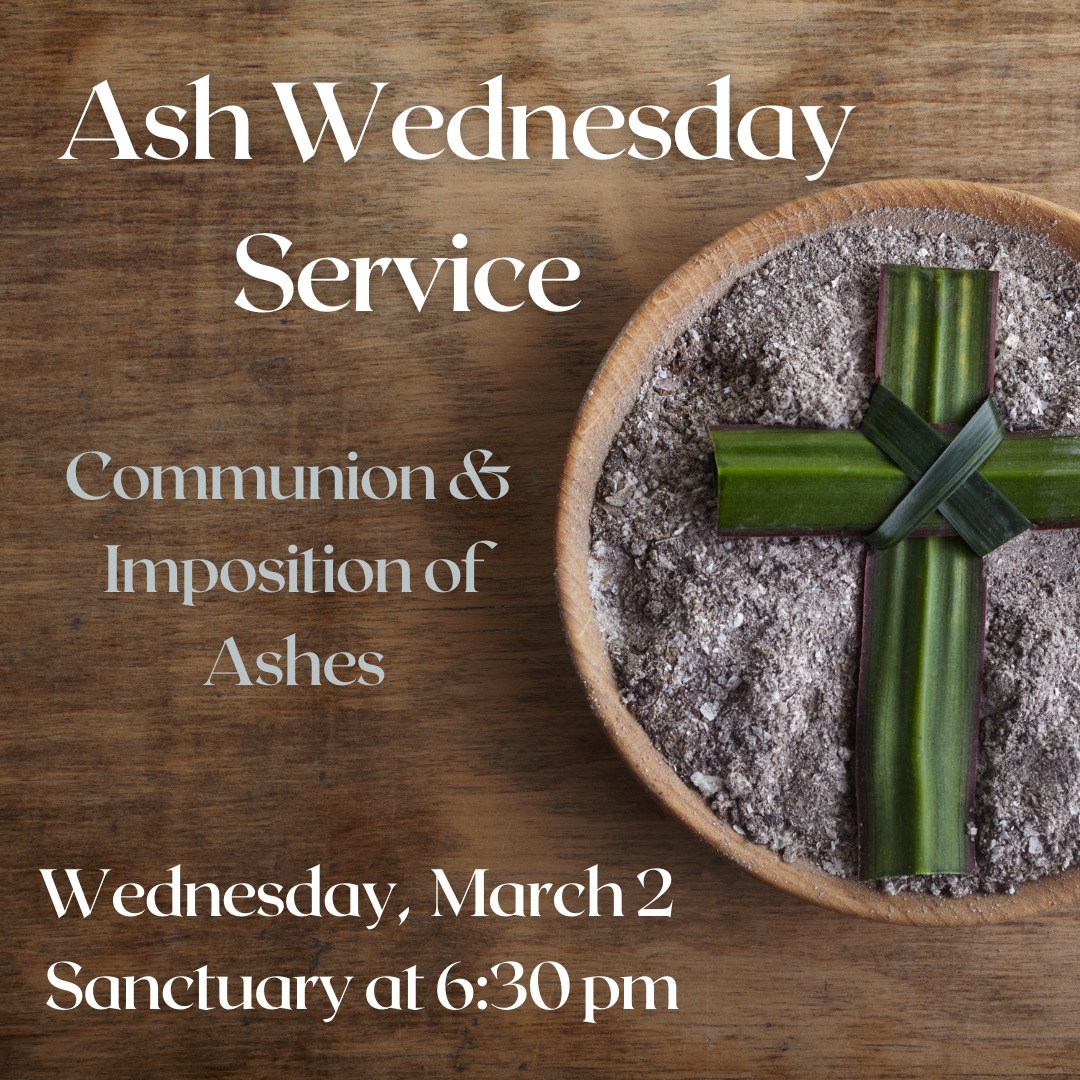 Ash Wednesday
Service
Communion &
Imposition of
Ashes
Wednesday, March 2
Sanctuary at 6:30 pm